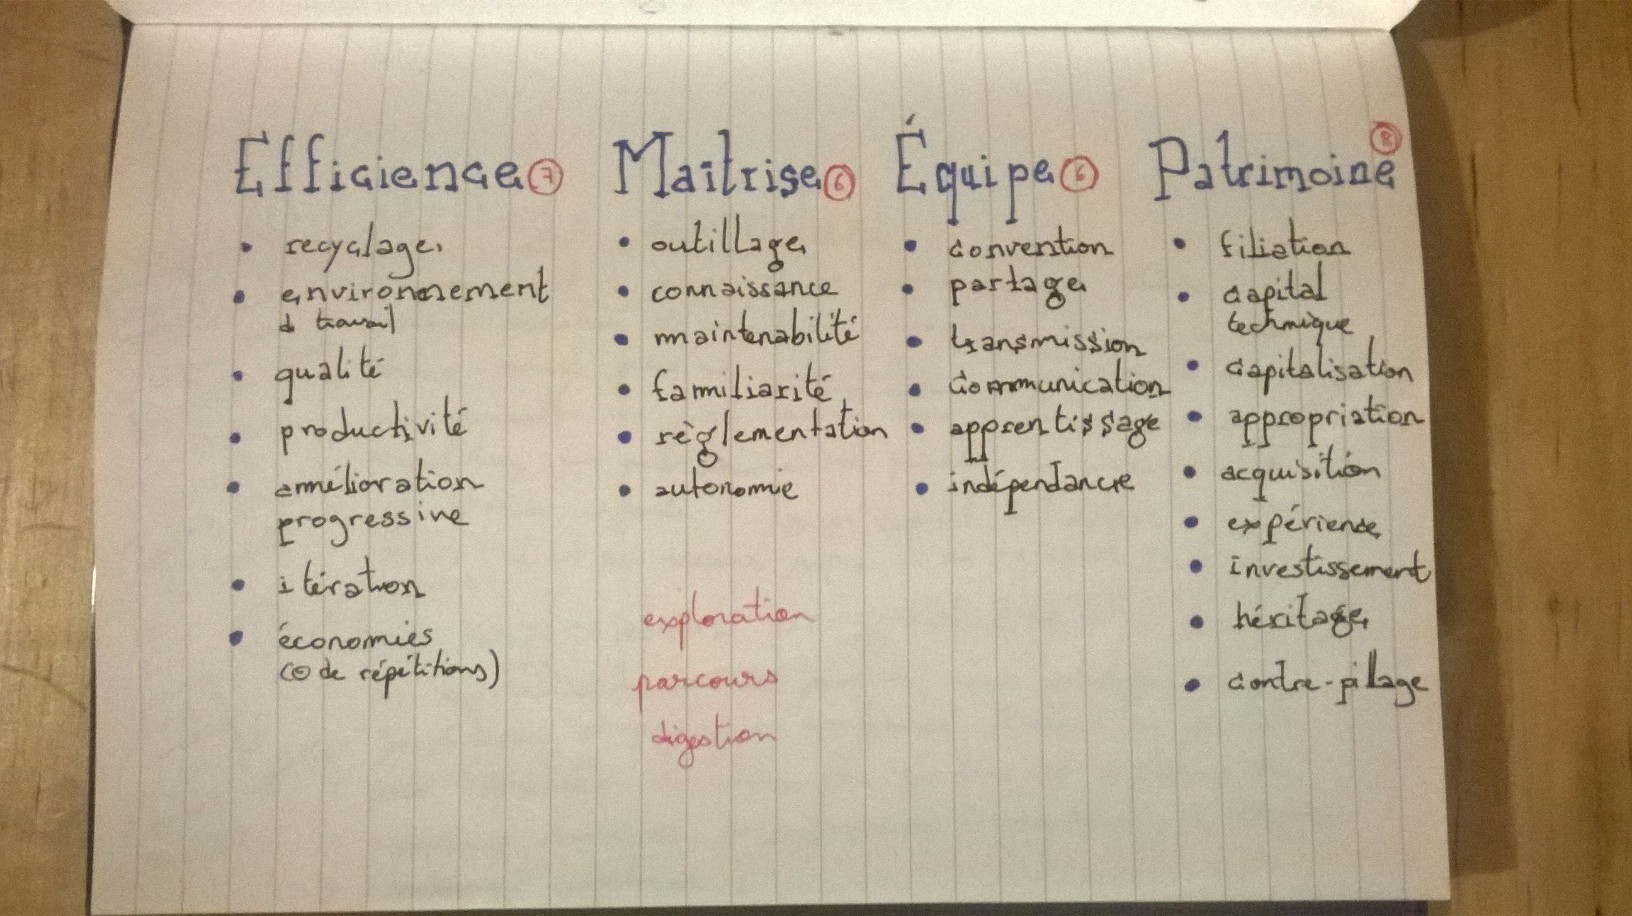 Efficience 7
• recyclage
• environnement
de travail
• qualité
• productivité
• amélioration
progressive
• itération
• économies
(⊖ de répétitions)
Maîtrise 6
• outillage
• connaissance
• maintenabilité
• familiarité
• règlementation
• autonomie
exploration
parcours
digestion
Équipe 6
• convention
• partage
• transmission
• communication
• apprentissage
• indépendance
Patrimoine 8
• filiation
• capital
technique
• capitalisation
• appropriation
• acquisition
• expérience
• investissement
• héritage
• contre-pillage